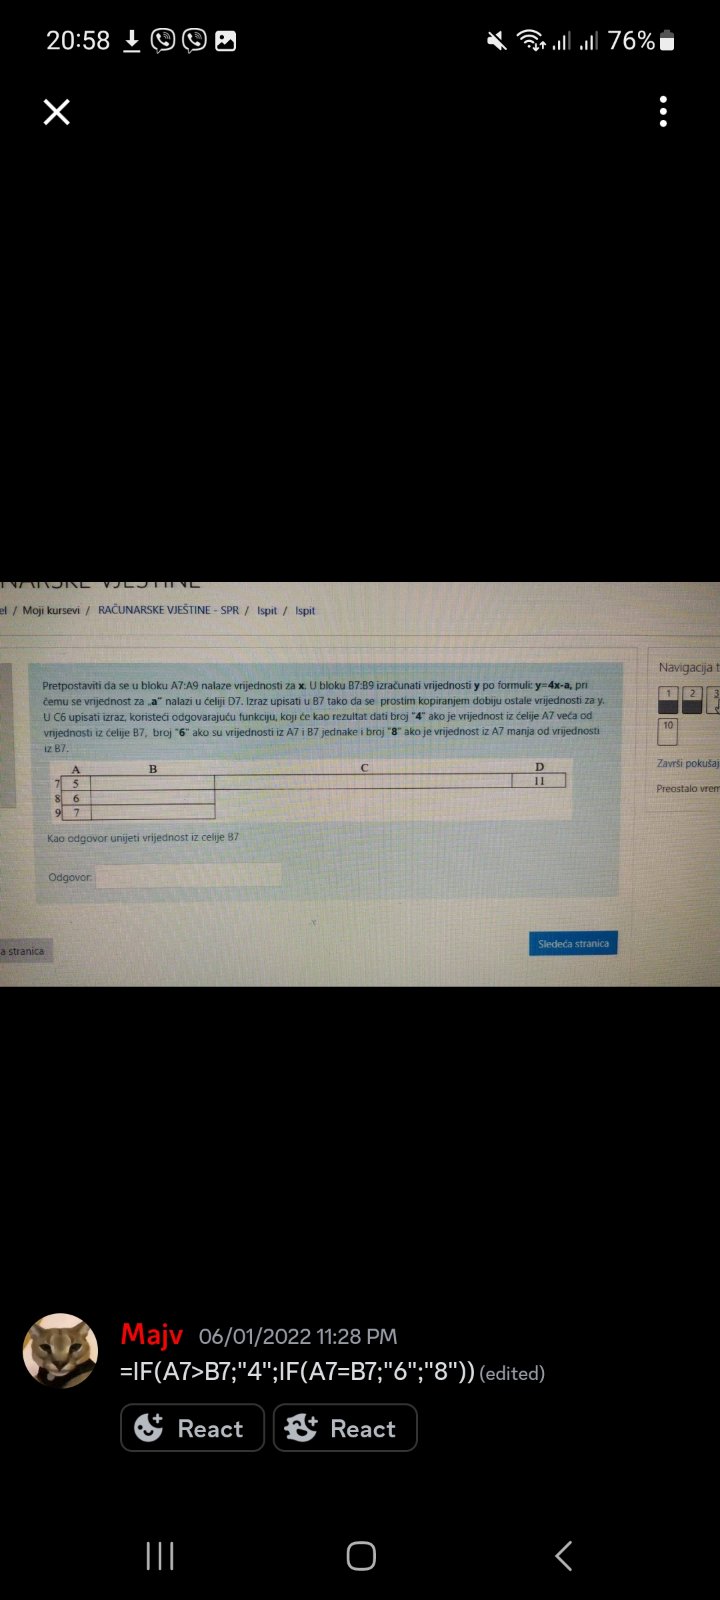 20:58
76%
NARSKE VJEŠTINE
el / Moji kursevi / RAČUNARSKE VJEŠTINE - SPR / Ispit / Ispit
Navigacija t
1 2 3
10
Završi pokušaj
Preostalo vrem
Pretpostaviti da se u bloku A7:A9 nalaze vrijednosti za x. U bloku B7:B9 izračunati vrijednosti y po formuli: y=4x-a, pri
čemu se vrijednost za „a" nalazi u ćeliji D7. Izraz upisati u B7 tako da se prostim kopiranjem dobiju ostale vrijednosti za y.
U C6 upisati izraz, koristeći odgovarajuću funkciju, koji će kao rezultat dati broj "4" ako je vrijednost iz ćelije A7 veća od
vrijednosti iz ćelije B7, broj "6" ako su vrijednosti iz A7 i B7 jednake i broj "8" ako je vrijednost iz A7 manja od vrijednosti
iz B7.
A B C D
7 5 11
8 6
9 7
Kao odgovor unijeti vrijednost iz celije B7
Odgovor:
a stranica
Sledeća stranica
Majv 06/01/2022 11:28 PM
=IF(A7>B7;"4";IF(A7=B7;"6";"8")) (edited)
React React